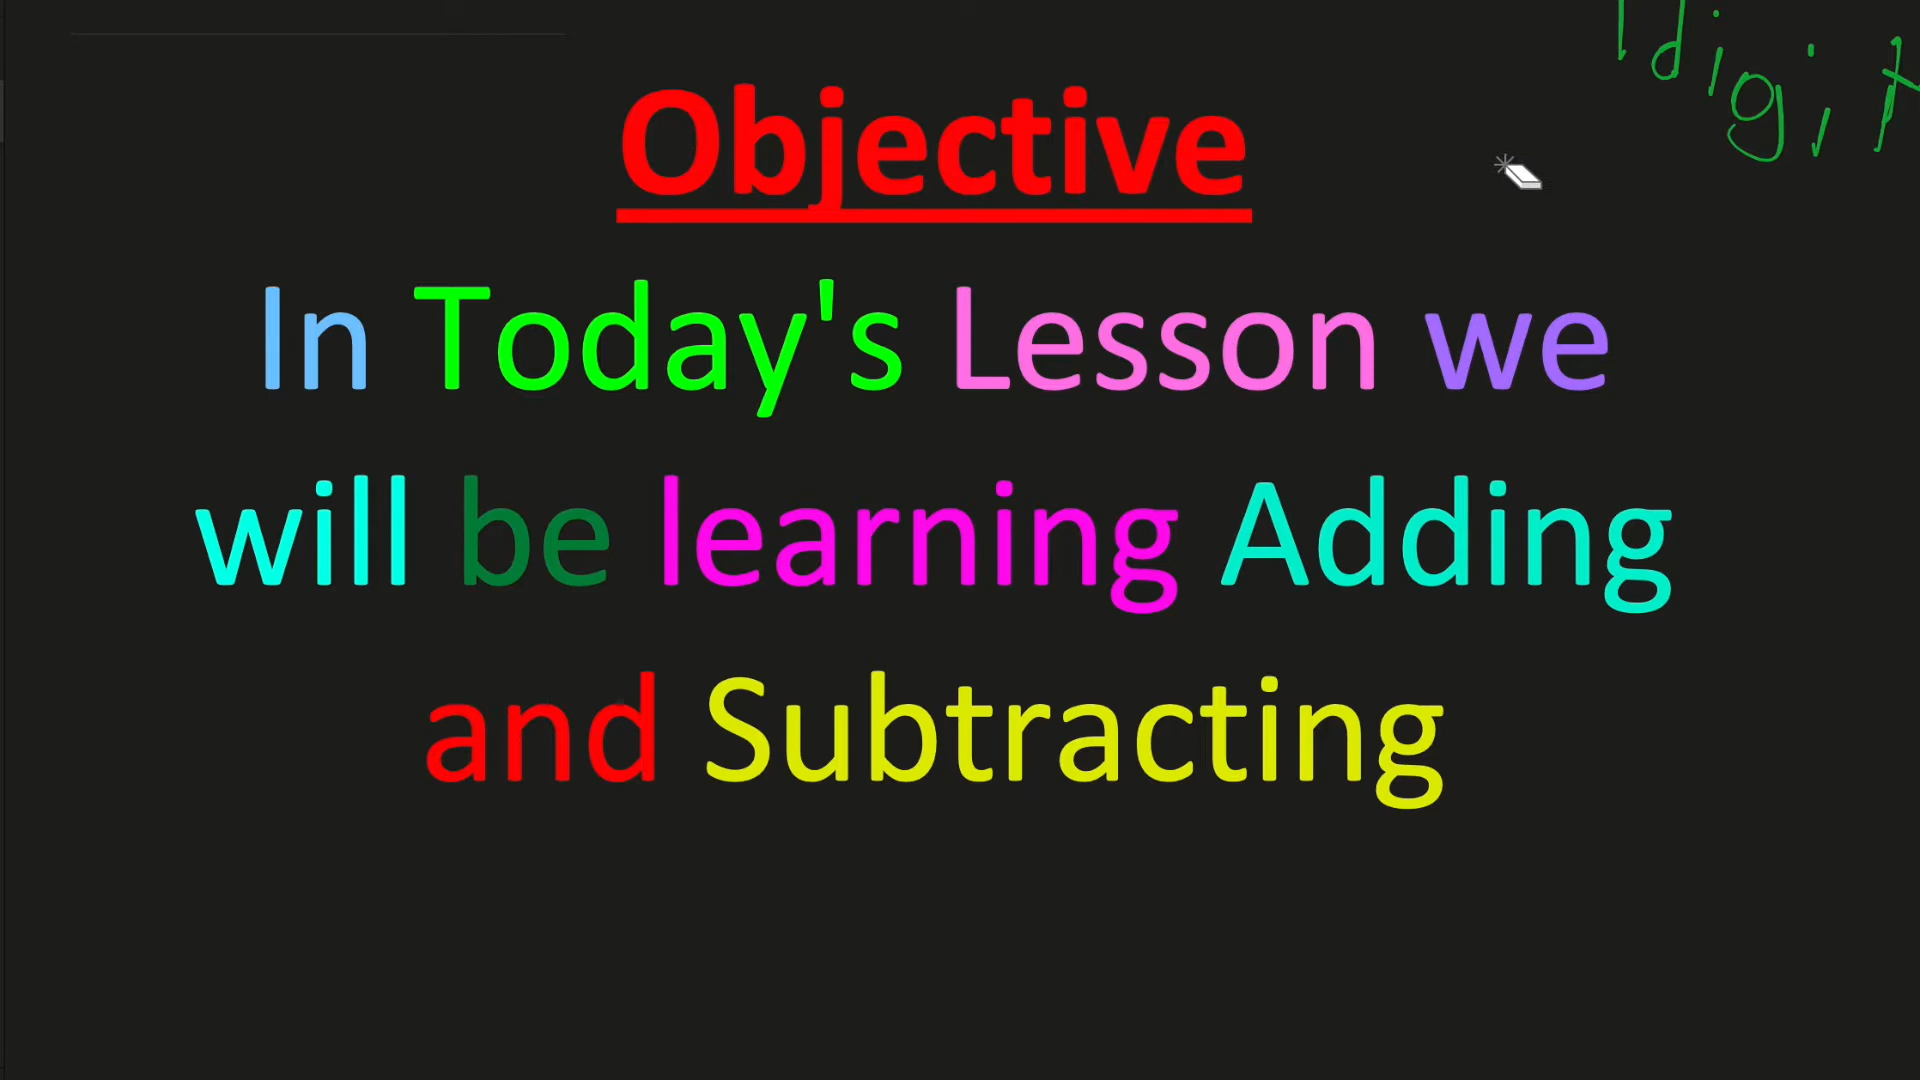 1digit
Objective
In Today's Lesson we
will be learning Adding
and Subtracting